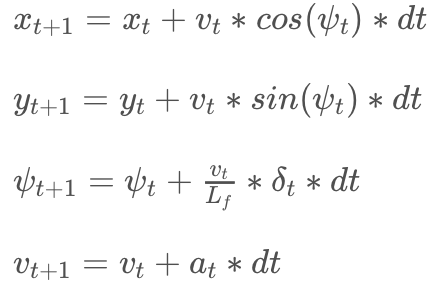 x_{t+1} = x_t + v_t * cos(ψ_t) * dt
y_{t+1} = y_t + v_t * sin(ψ_t) * dt
ψ_{t+1} = ψ_t + \frac{v_t}{L_f} * δ_t * dt
v_{t+1} = v_t + a_t * dt